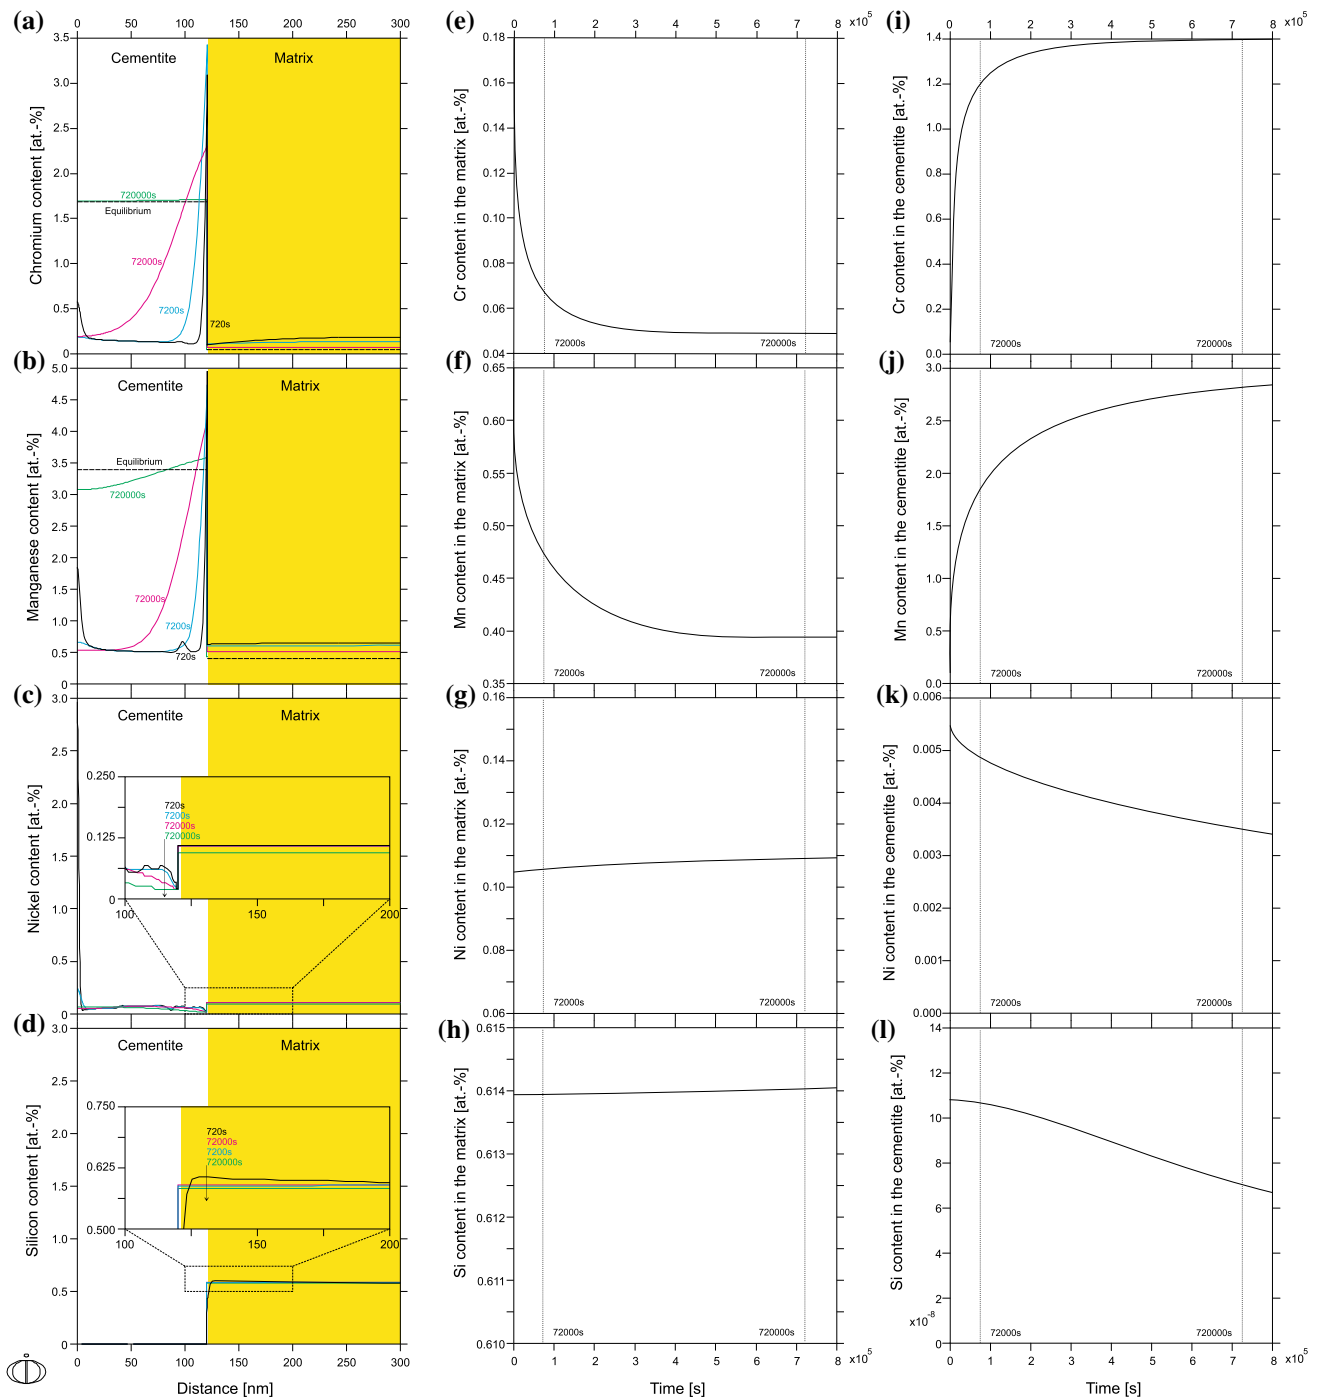 (a)
0 50 100 150 200 250 300
Chromium content [at.-%]
3.5
3.0
2.5
2.0
1.5
1.0
0.5
0
Cementite
Matrix
720000s
Equilibrium
72000s
7200s
720s
(b)
Manganese content [at.-%]
5.0
4.5
4.0
3.5
3.0
2.5
2.0
1.5
1.0
0.5
0
Cementite
Matrix
Equilibrium
720000s
72000s
7200s
720s
(c)
Nickel content [at.-%]
3.0
2.5
2.0
1.5
1.0
0.5
0
Cementite
Matrix
0.250
0.125
0
720s
7200s
72000s
720000s
100 150 200
(d)
Silicon content [at.-%]
3.0
2.5
2.0
1.5
1.0
0.5
0
Cementite
Matrix
0.750
0.625
0.500
720s
72000s
7200s
720000s
100 150 200
0 50 100 150 200 250 300
Distance [nm]
(e)
0 1 2 3 4 5 6 7 8 x10⁵
Cr content in the matrix [at.-%]
0.18
0.16
0.14
0.12
0.10
0.08
0.06
0.04
72000s
720000s
(f)
Mn content in the matrix [at.-%]
0.65
0.60
0.55
0.50
0.45
0.40
0.35
72000s
720000s
(g)
Ni content in the matrix [at.-%]
0.16
0.14
0.12
0.10
0.08
0.06
72000s
720000s
(h)
Si content in the matrix [at.-%]
0.615
0.614
0.613
0.612
0.611
0.610
72000s
720000s
0 1 2 3 4 5 6 7 8 x10⁵
Time [s]
(i)
0 1 2 3 4 5 6 7 8 x10⁵
Cr content in the cementite [at.-%]
1.4
1.2
1.0
0.8
0.6
0.4
0.2
0.0
72000s
720000s
(j)
Mn content in the cementite [at.-%]
3.0
2.5
2.0
1.5
1.0
0.5
0.0
72000s
720000s
(k)
Ni content in the cementite [at.-%]
0.006
0.005
0.004
0.003
0.002
0.001
0.000
72000s
720000s
(l)
Si content in the cementite [at.-%]
14
12
10
8
6
4
2
x10⁻⁸
0
72000s
720000s
0 1 2 3 4 5 6 7 8 x10⁵
Time [s]